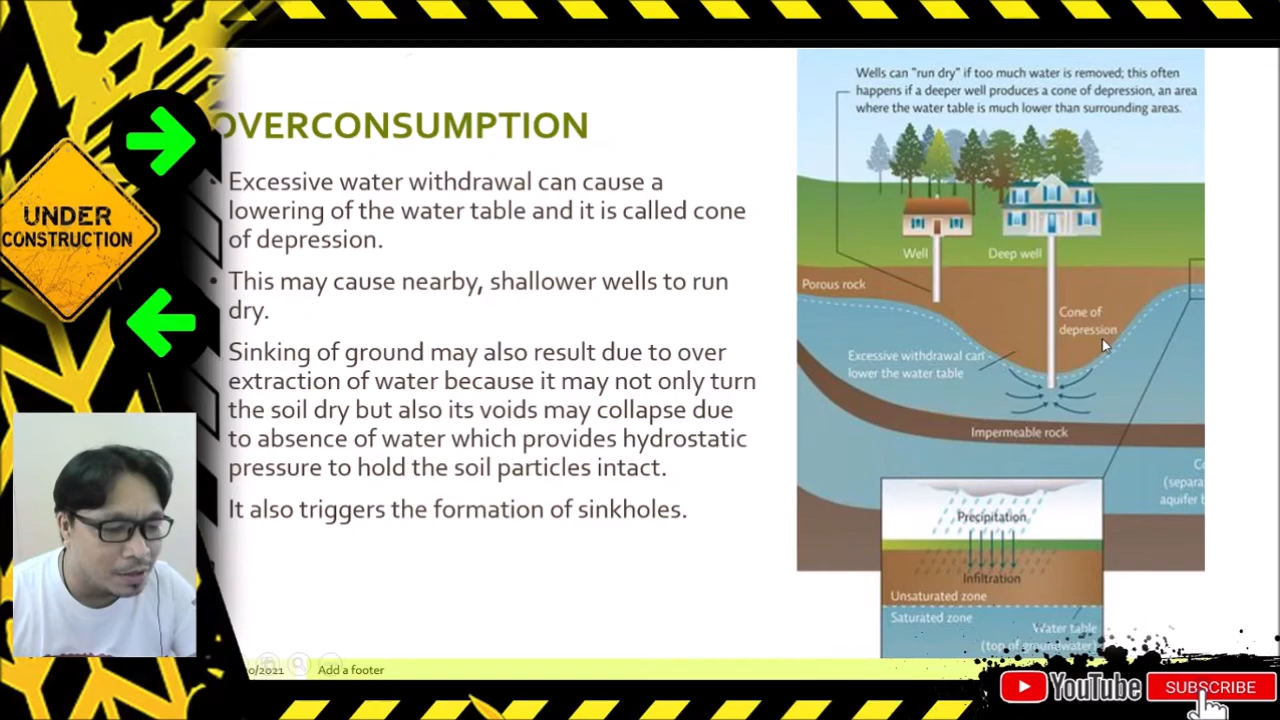 Wells can "run dry" if too much water is removed; this often
happens if a deeper well produces a cone of depression, an area
where the water table is much lower than surrounding areas.
OVERCONSUMPTION
• Excessive water withdrawal can cause a
lowering of the water table and it is called cone
of depression.
• This may cause nearby, shallower wells to run
dry.
Sinking of ground may also result due to over
extraction of water because it may not only turn
the soil dry but also its voids may collapse due
to absence of water which provides hydrostatic
pressure to hold the soil particles intact.
It also triggers the formation of sinkholes.
UNDER
CONSTRUCTION
Well
Deep well
Porous rock
Cone of
depression
Excessive withdrawal can
lower the water table
Impermeable rock
(separa
aquifer b
Precipitation
Infiltration
Unsaturated zone
Saturated zone
Water table
(top of groundwater)
0/2021
Add a footer
YouTube
SUBSCRIBE